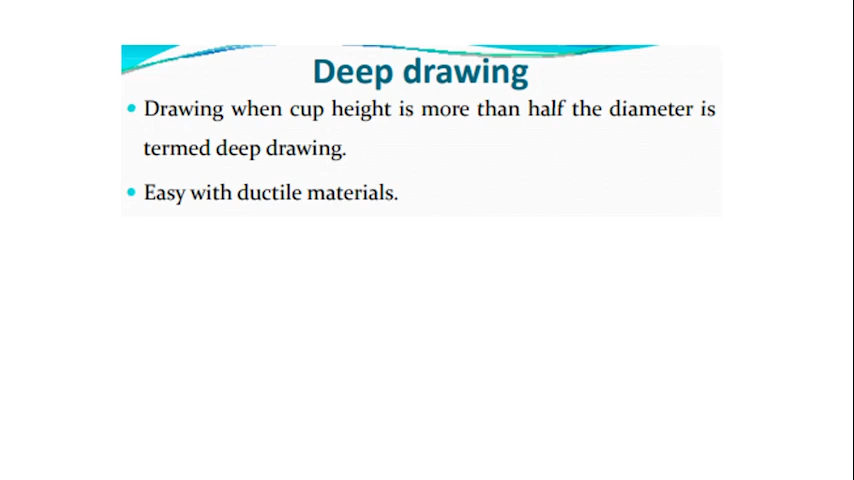 Deep drawing
• Drawing when cup height is more than half the diameter is
termed deep drawing.
• Easy with ductile materials.